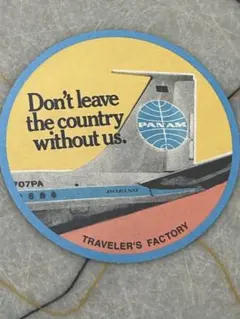 Don't leave
the country
without us.
PAN AM
707PA
BOEING
TRAVELER'S FACTORY